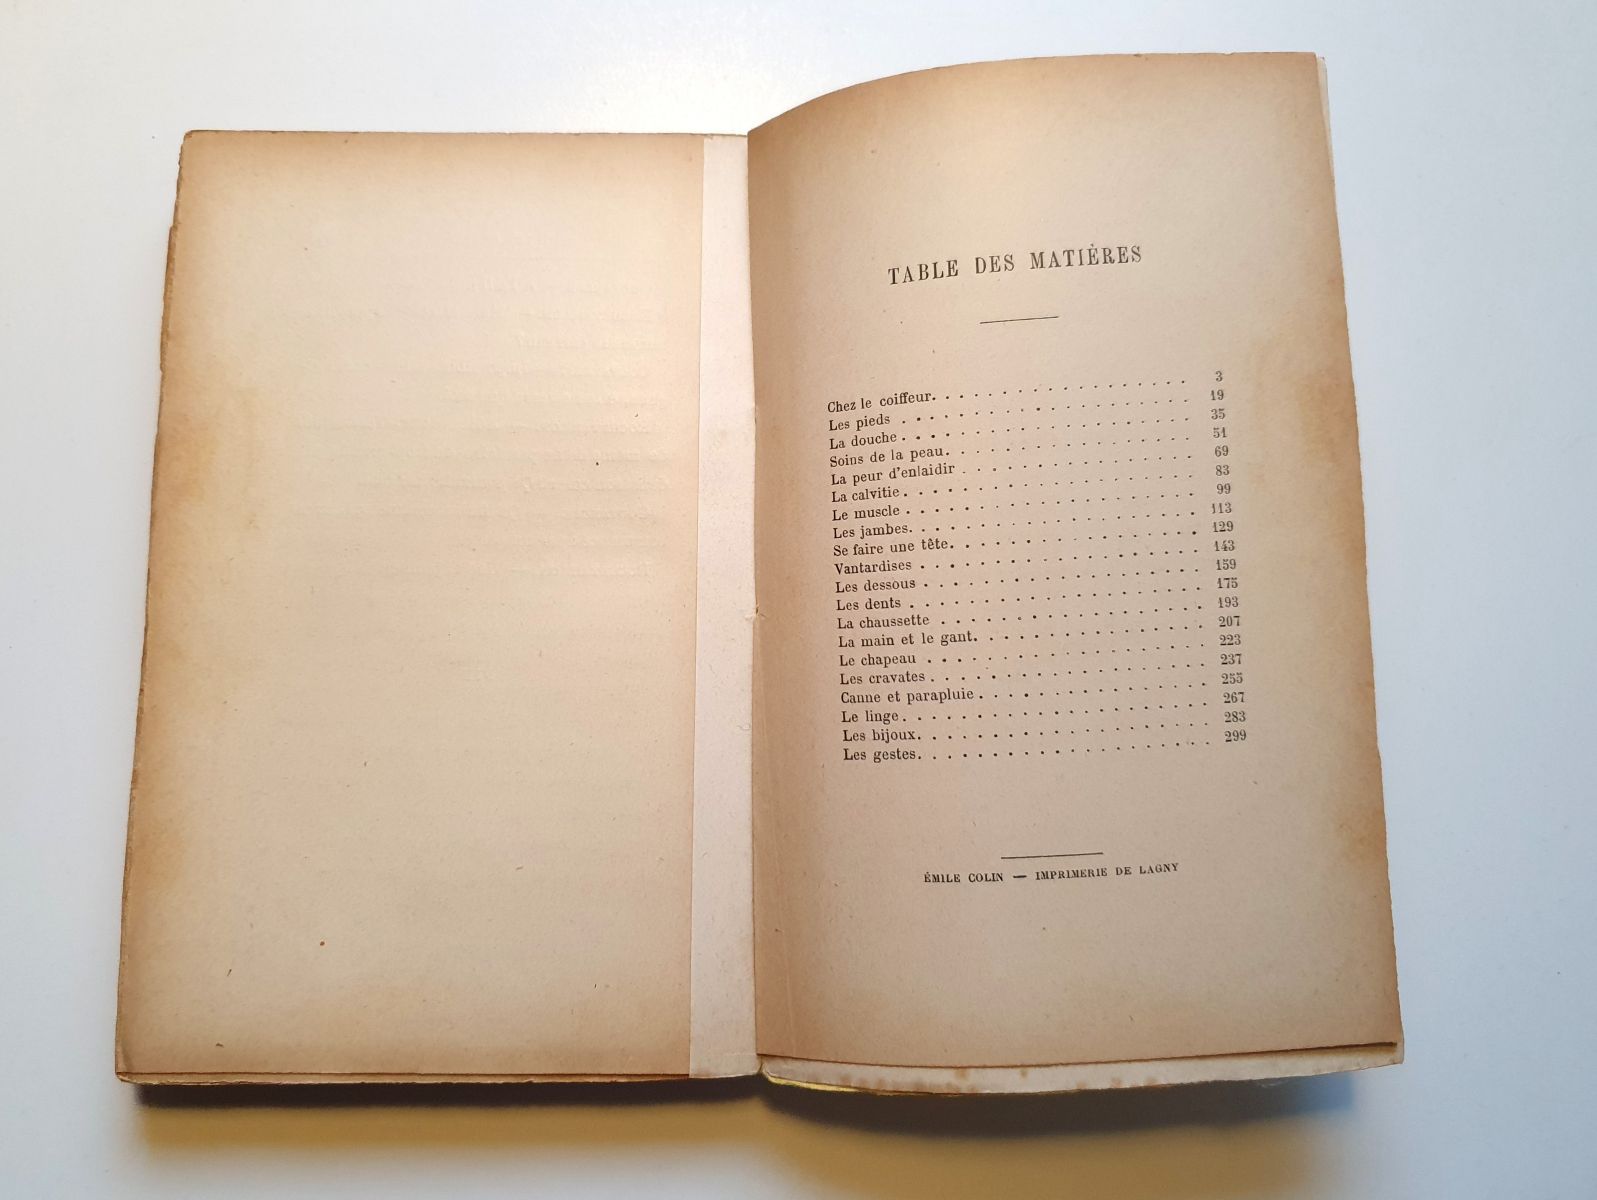 TABLE DES MATIÈRES
Chez le coiffeur. . . . . . . . . . . . . . . . . . 3
Les pieds . . . . . . . . . . . . . . . . . . . . 19
La douche . . . . . . . . . . . . . . . . . . . . 35
Soins de la peau. . . . . . . . . . . . . . . . . 51
La peur d'enlaidir . . . . . . . . . . . . . . . . 69
La calvitie . . . . . . . . . . . . . . . . . . . . 83
Le muscle . . . . . . . . . . . . . . . . . . . . 99
Les jambes. . . . . . . . . . . . . . . . . . . . 113
Se faire une tête. . . . . . . . . . . . . . . . . 129
Vantardises . . . . . . . . . . . . . . . . . . . 143
Les dessous . . . . . . . . . . . . . . . . . . . 159
Les dents . . . . . . . . . . . . . . . . . . . . 175
La chaussette . . . . . . . . . . . . . . . . . . 193
La main et le gant. . . . . . . . . . . . . . . . 207
Le chapeau . . . . . . . . . . . . . . . . . . . 223
Les cravates . . . . . . . . . . . . . . . . . . . 237
Canne et parapluie . . . . . . . . . . . . . . . . 255
Le linge . . . . . . . . . . . . . . . . . . . . . 267
Les bijoux. . . . . . . . . . . . . . . . . . . . 283
Les gestes. . . . . . . . . . . . . . . . . . . . 299
ÉMILE COLIN — IMPRIMERIE DE LAGNY